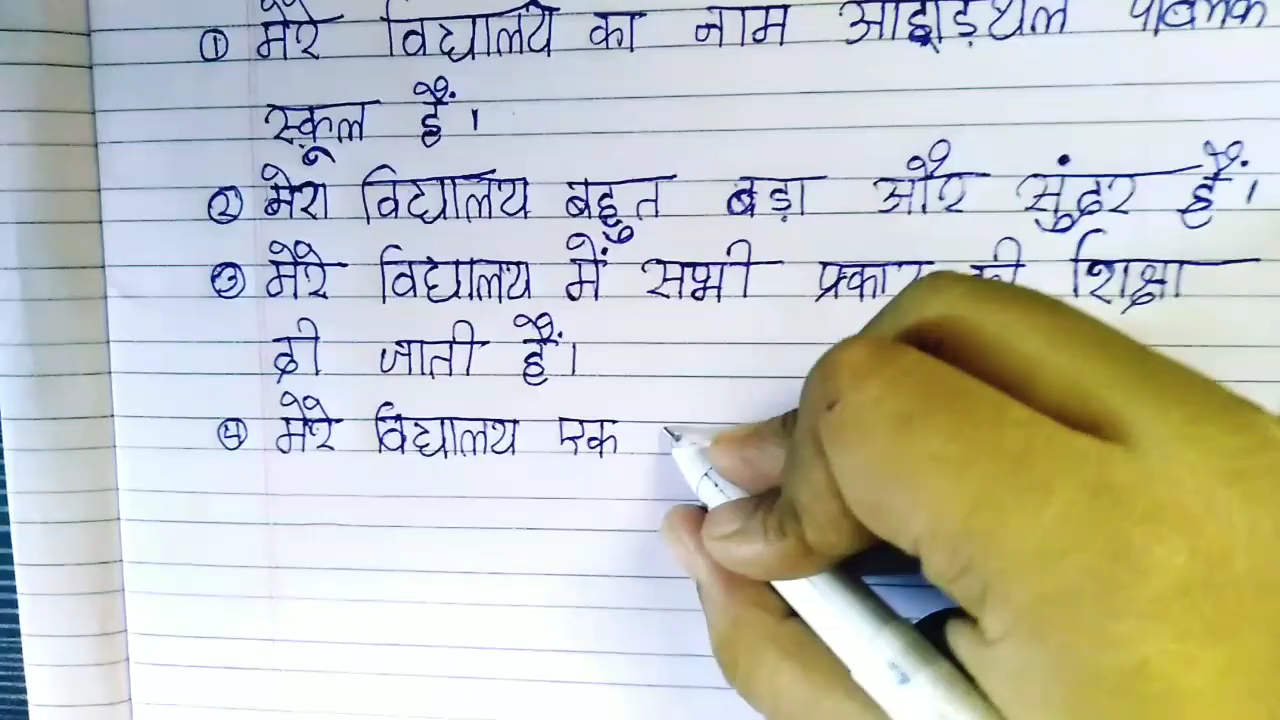 ① मेरे विद्यालय का नाम आईड़ियल पब्लिक
स्कूल हैं।
② मेरा विद्यालय बहुत बड़ा और सुंदर हैं।
③ मेरे विद्यालय में सभी प्रकार की शिक्षा
दी जाती हैं।
④ मेरे विद्यालय एक